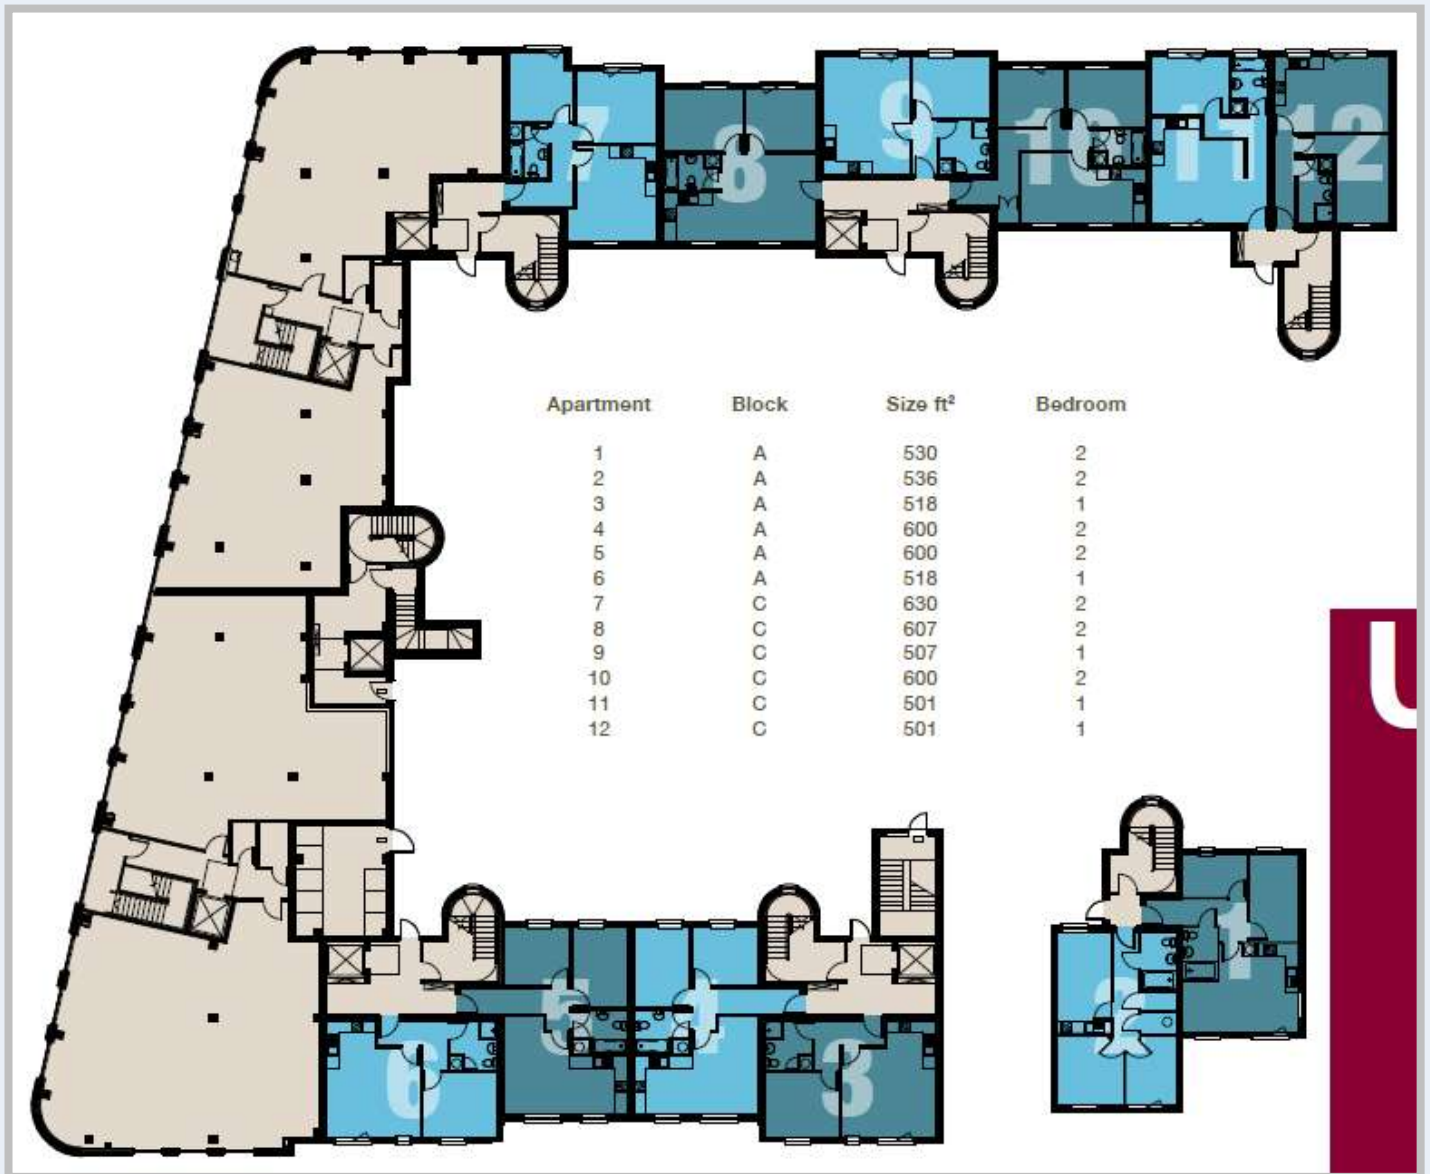 7
8
9
10
11
12
Apartment Block Size ft² Bedroom
1 A 530 2
2 A 536 2
3 A 518 1
4 A 600 2
5 A 600 2
6 A 518 1
7 C 630 2
8 C 607 2
9 C 507 1
10 C 600 2
11 C 501 1
12 C 501 1
U
1
2
5
4
6
3